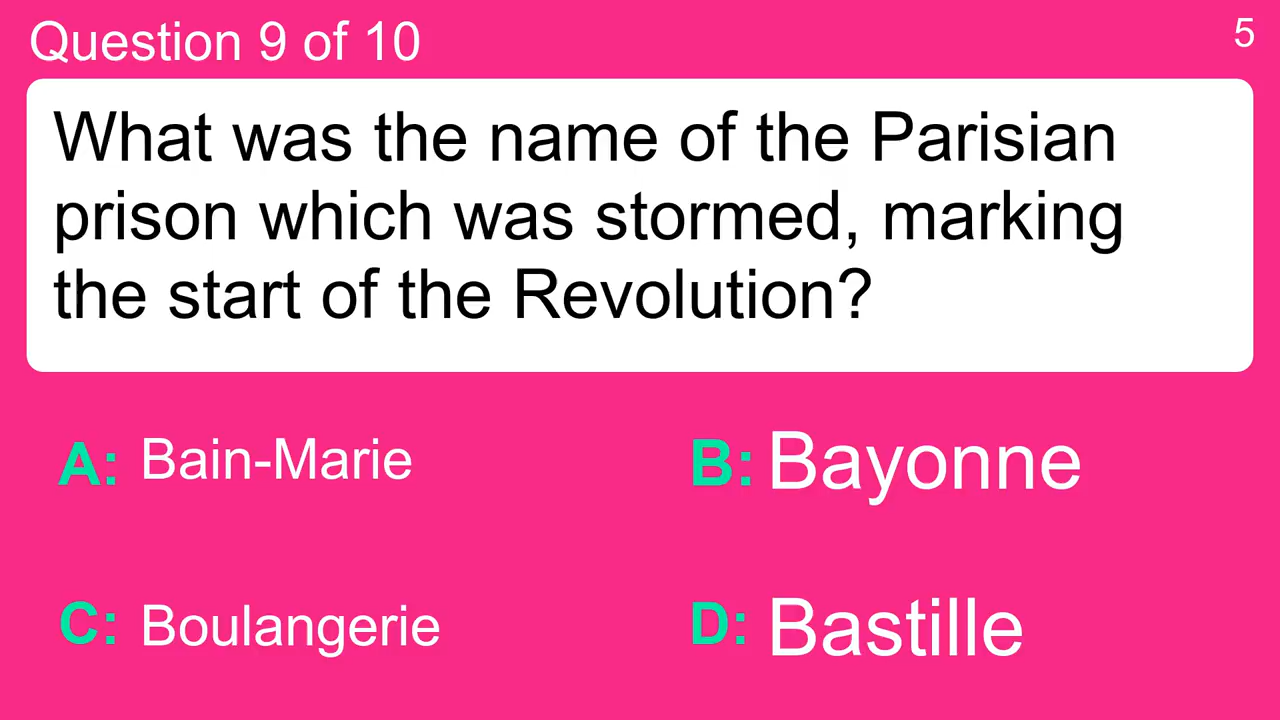 Question 9 of 10
5
What was the name of the Parisian
prison which was stormed, marking
the start of the Revolution?
A: Bain-Marie
B: Bayonne
C: Boulangerie
D: Bastille